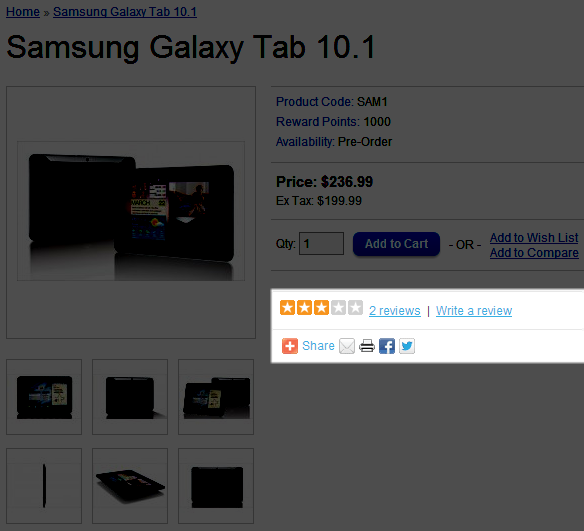 Home » Samsung Galaxy Tab 10.1
Samsung Galaxy Tab 10.1
Product Code: SAM1
Reward Points: 1000
Availability: Pre-Order
Price: $236.99
Ex Tax: $199.99
Qty: 1 Add to Cart - OR - Add to Wish List
Add to Compare
2 reviews | Write a review
Share
MARCH